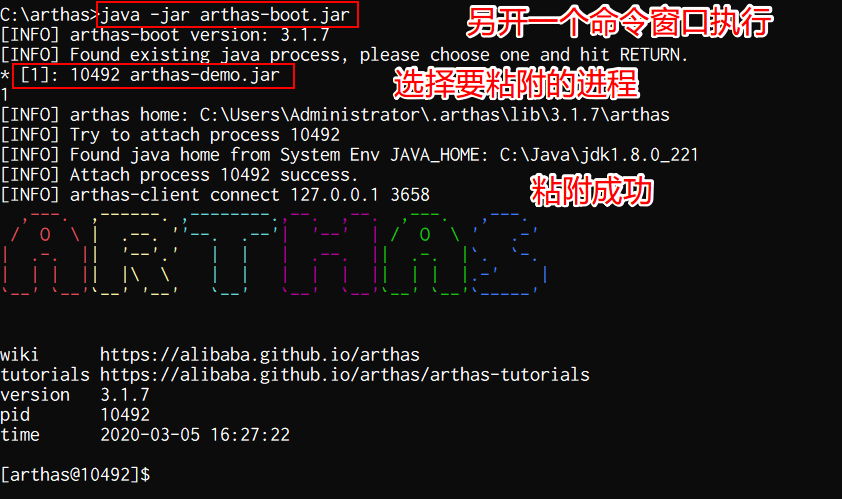 C:\arthas>java -jar arthas-boot.jar
另开一个命令窗口执行
[INFO] arthas-boot version: 3.1.7
[INFO] Found existing java process, please choose one and hit RETURN.
* [1]: 10492 arthas-demo.jar
选择要粘附的进程
1
[INFO] arthas home: C:\Users\Administrator\.arthas\lib\3.1.7\arthas
[INFO] Try to attach process 10492
[INFO] Found java home from System Env JAVA_HOME: C:\Java\jdk1.8.0_221
[INFO] Attach process 10492 success.
粘附成功
[INFO] arthas-client connect 127.0.0.1 3658
ARTHAS
wiki https://alibaba.github.io/arthas
tutorials https://alibaba.github.io/arthas/arthas-tutorials
version 3.1.7
pid 10492
time 2020-03-05 16:27:22
[arthas@10492]$